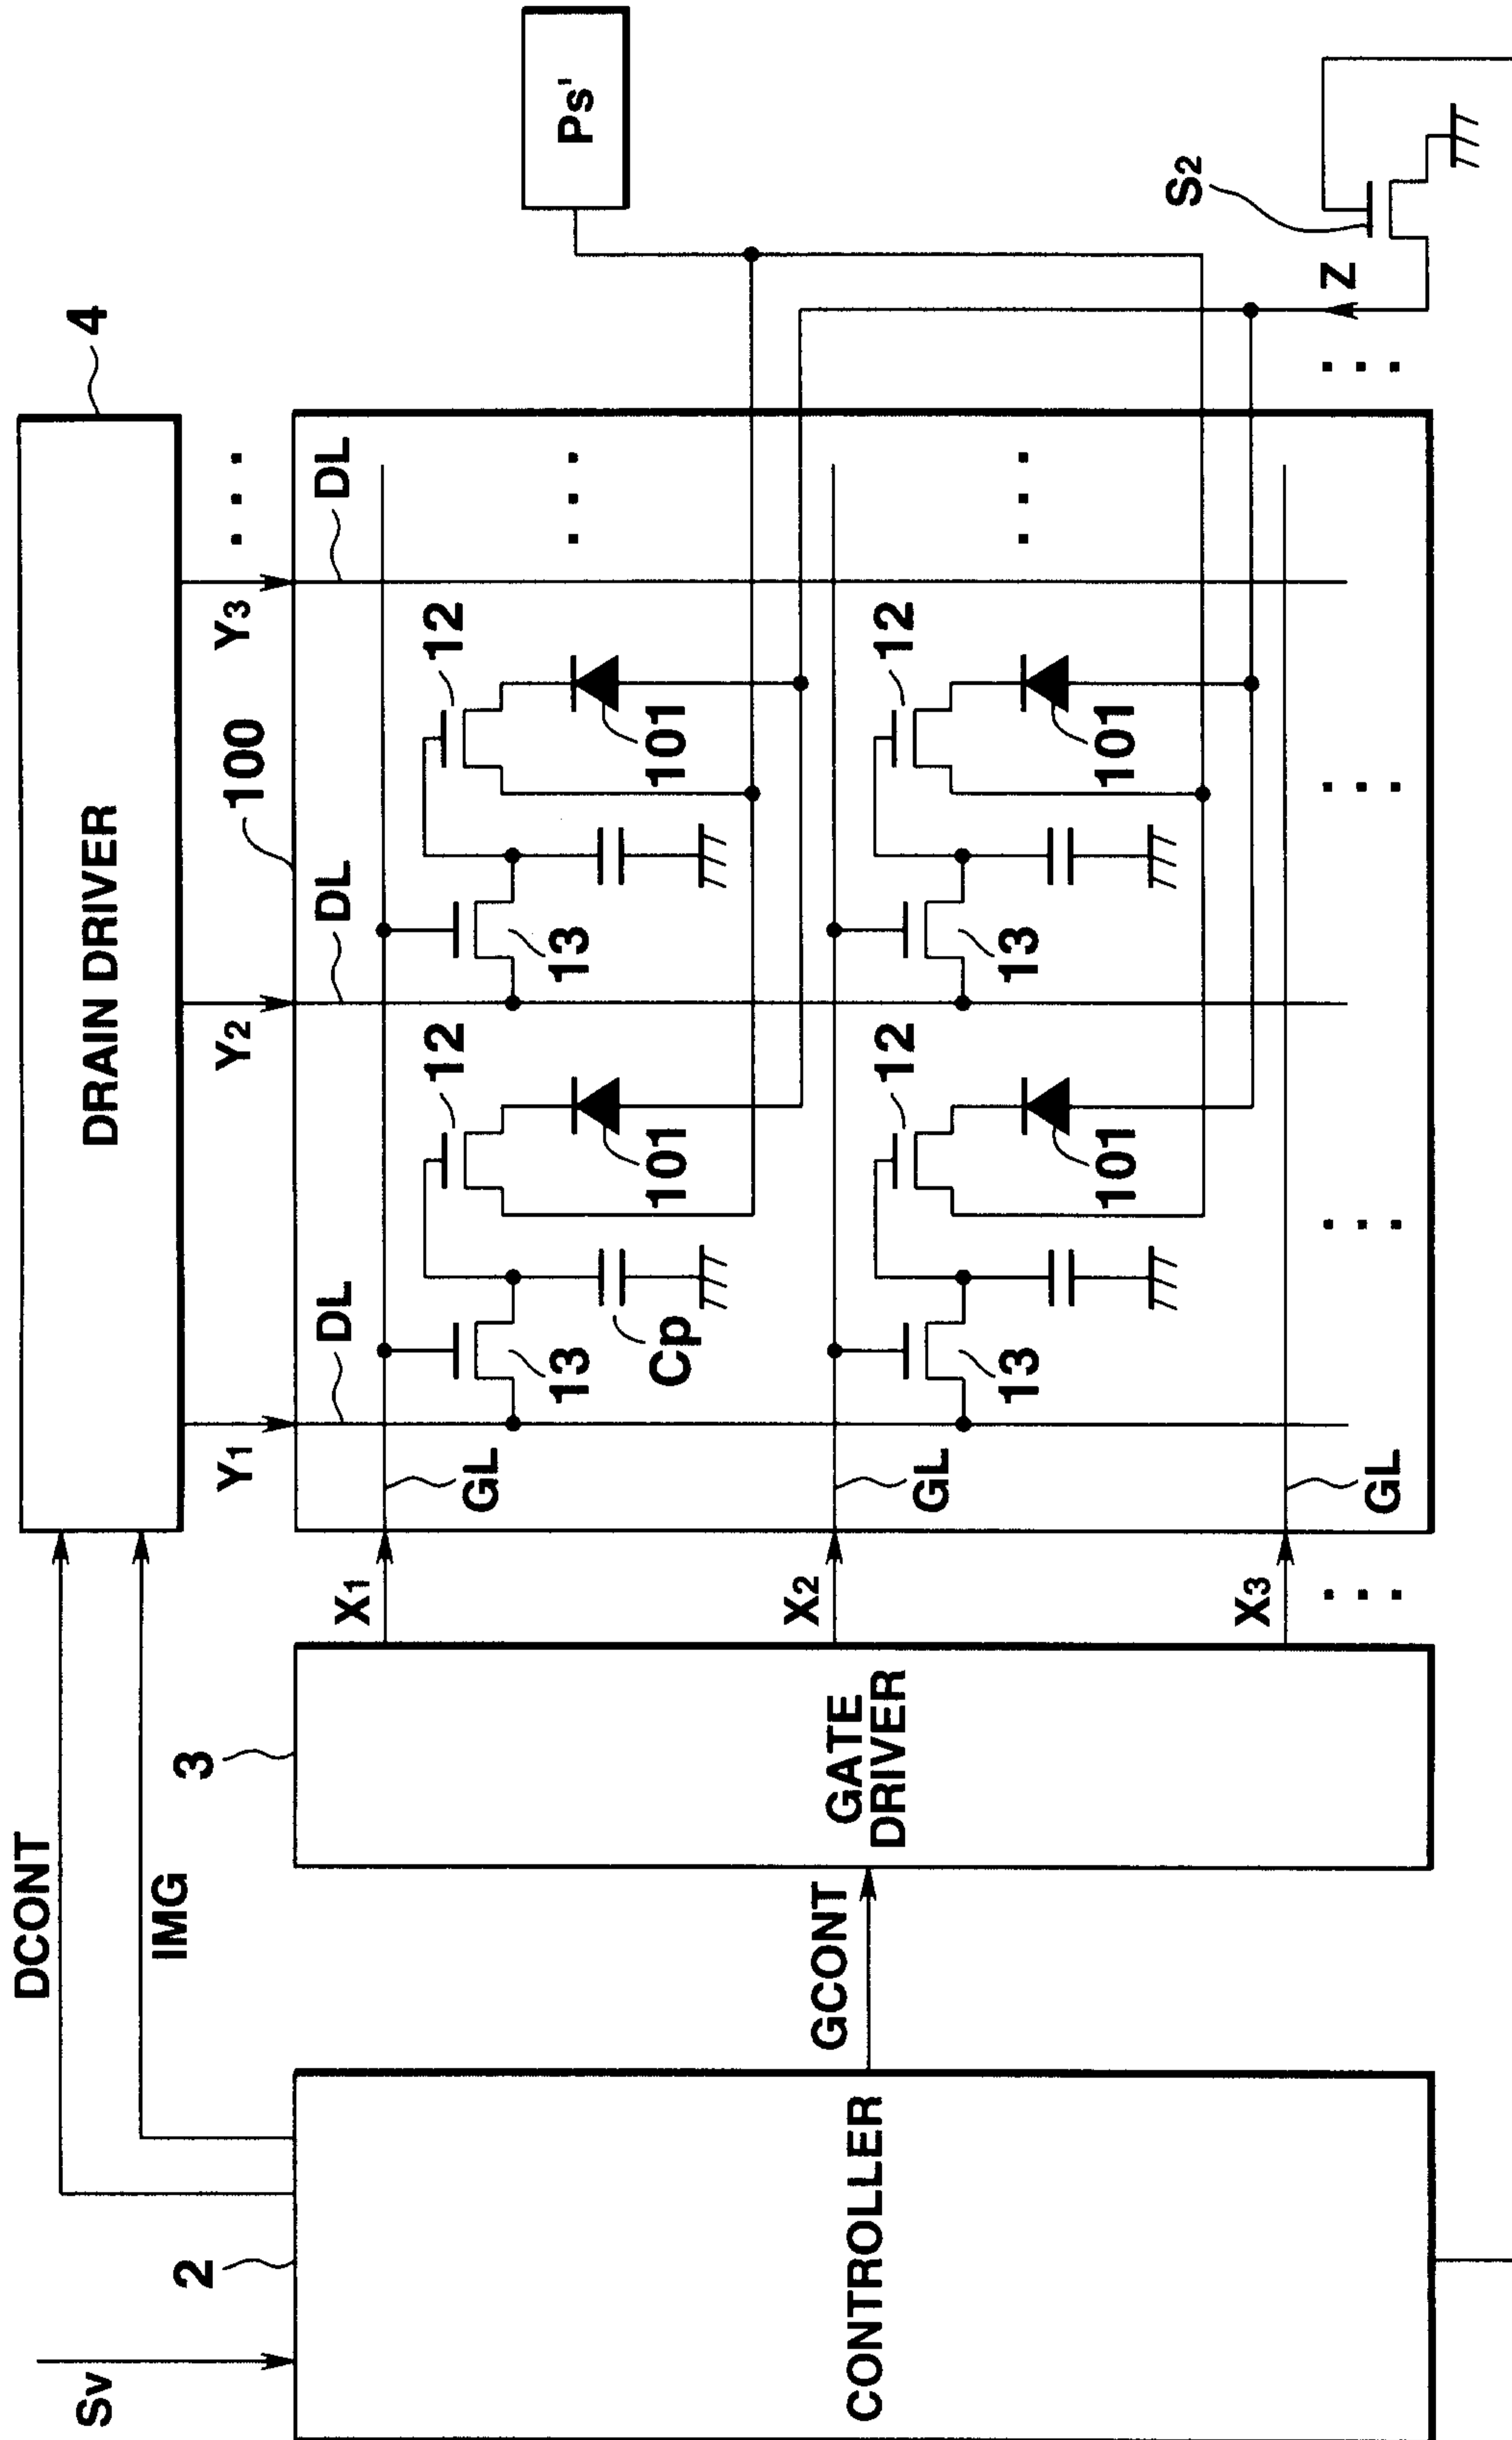 DCONT
4
Sv
DRAIN DRIVER
IMG
2
3
Y1
Y2
Y3
100
DL
DL
DL
X1
12
12
GL
13
13
Ps'
Cp
101
101
X2
GCONT
CONTROLLER
GATE
DRIVER
12
12
GL
13
13
101
101
S2
X3
Z
GL